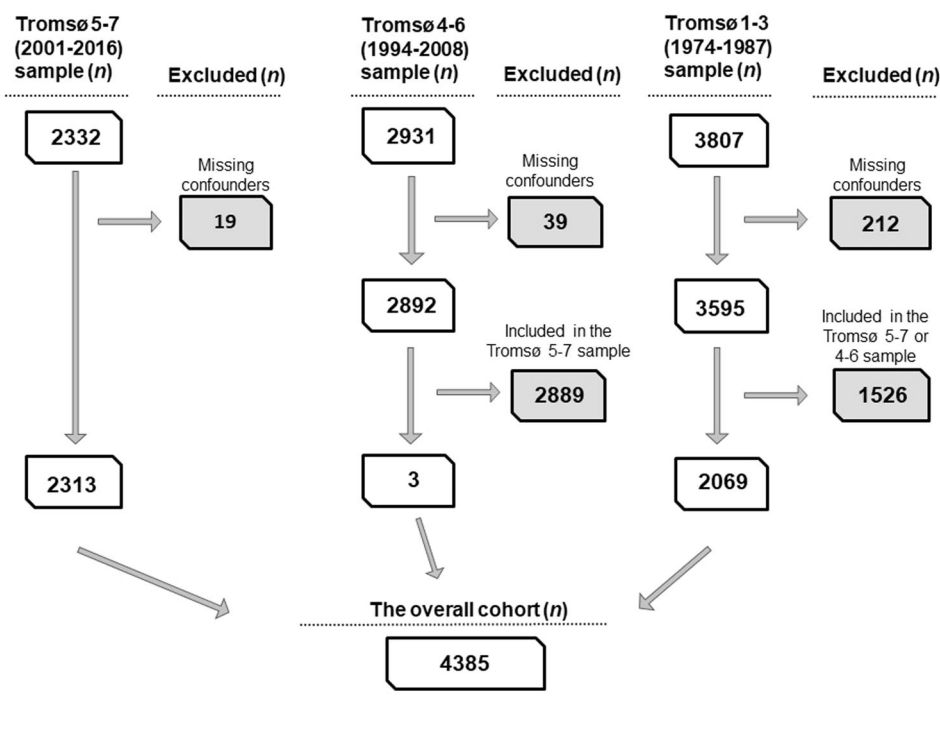 Tromsø 5-7
(2001-2016)
sample (n)
Excluded (n)
2332
Missing
confounders
19
2313
Tromsø 4-6
(1994-2008)
sample (n)
Excluded (n)
2931
Missing
confounders
39
2892
Included in the
Tromsø 5-7 sample
2889
3
Tromsø 1-3
(1974-1987)
sample (n)
Excluded (n)
3807
Missing
confounders
212
3595
Included in the
Tromsø 5-7 or
4-6 sample
1526
2069
The overall cohort (n)
4385